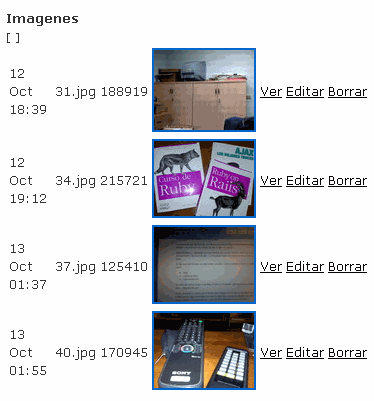 Imagenes
[ ]
12
Oct 31.jpg 188919 Ver Editar Borrar
18:39
12
Oct 34.jpg 215721 Ver Editar Borrar
19:12
Curso de
Ruby
AJAX
Ruby on
Rails
13
Oct 37.jpg 125410 Ver Editar Borrar
01:37
13
Oct 40.jpg 170945 Ver Editar Borrar
01:55
SONY